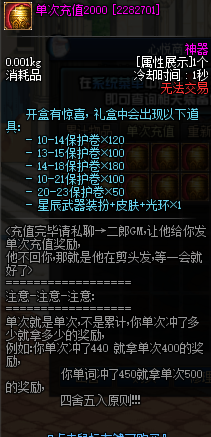 单次充值2000 [2282701]
神器
0.001kg
[属性展示]1个
消耗品
冷却时间：1秒
无法交易
开盒有惊喜，礼盒中会出现以下道
具：
- 10-14保护卷×120
- 13-15保护卷×100
- 14-18保护卷×100
- 10-21保护卷×100
- 20-23保护卷×50
- 星辰武器装扮+皮肤+光环×1
<充值完毕请私聊→二郎GM,让他给你发
单次充值奖励,
他不回你,那就是他在剪头发,等一会就
好了>
==================
注意-注意-注意:
==================
单次就是单次,不是累计,你单次冲了多
少就拿多少的奖励,
例如:你单次冲了440 就拿单次400的奖
励,
你单词冲了450就拿单次500
的奖励,
四舍五入原则!!!